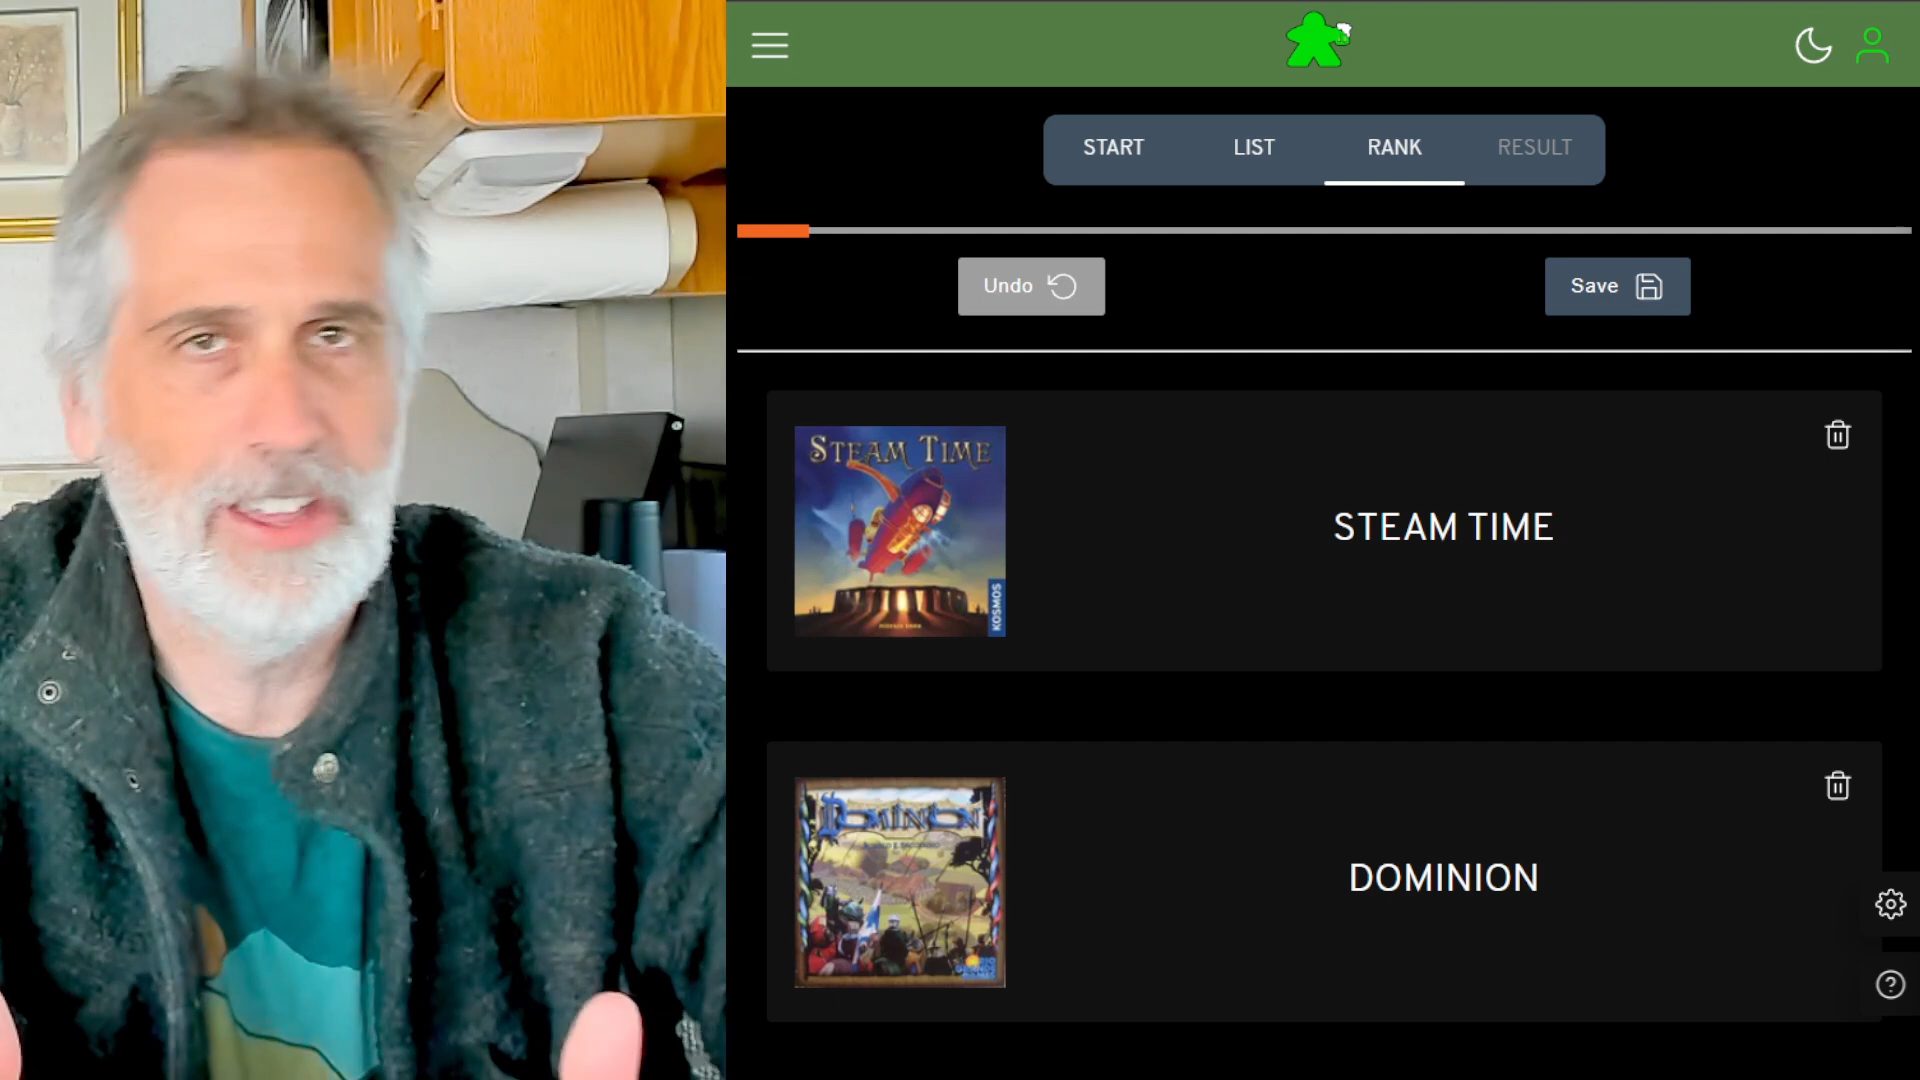 START
LIST
RANK
RESULT
Undo
Save
STEAM TIME
KOSMOS
STEAM TIME
DOMINION
DOMINION